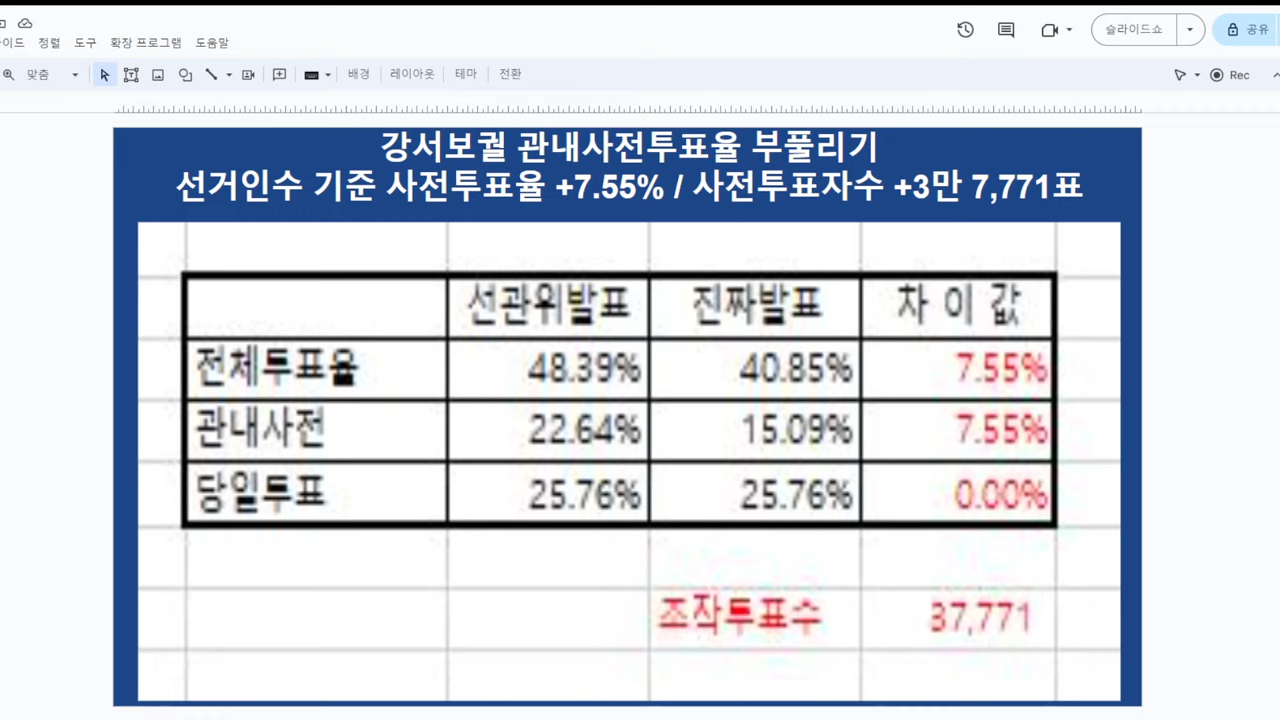 이드 정렬 도구 확장 프로그램 도움말
슬라이드쇼
공유
맞춤
배경 레이아웃 테마 전환
Rec
강서보궐 관내사전투표율 부풀리기
선거인수 기준 사전투표율 +7.55% / 사전투표자수 +3만 7,771표
선관위발표 진짜발표 차 이 값
전체투표율 48.39% 40.85% 7.55%
관내사전 22.64% 15.09% 7.55%
당일투표 25.76% 25.76% 0.00%
조작투표수 37,771